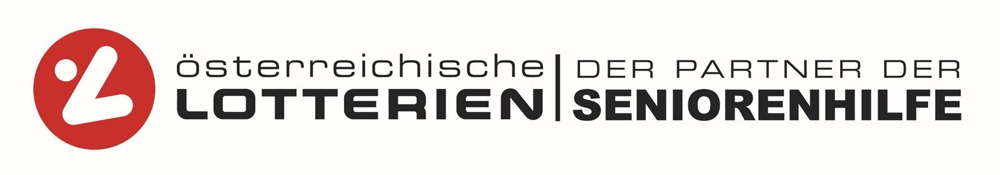 österreichische
LOTTERIEN
DER PARTNER DER
SENIORENHILFE